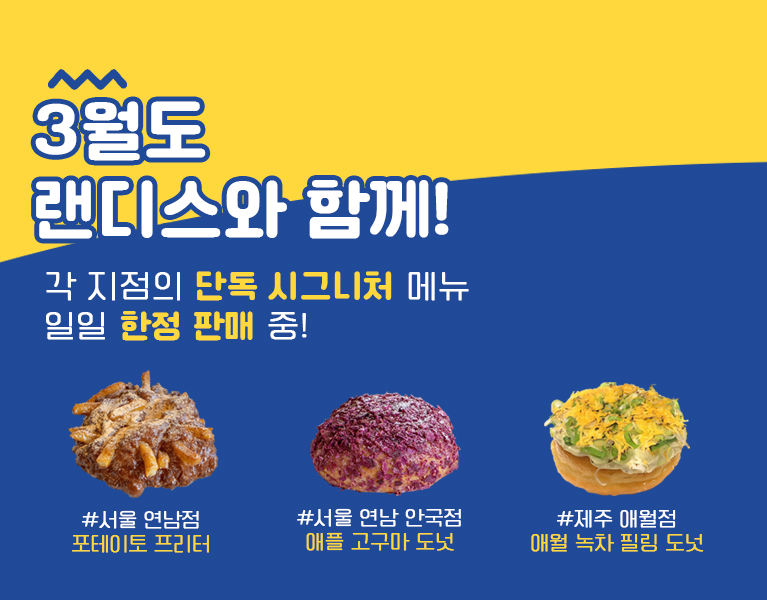 3월도
랜디스와 함께!
각 지점의 단독 시그니처 메뉴
일일 한정 판매 중!
#서울 연남점
포테이토 프리터
#서울 연남 안국점
애플 고구마 도넛
#제주 애월점
애월 녹차 필링 도넛